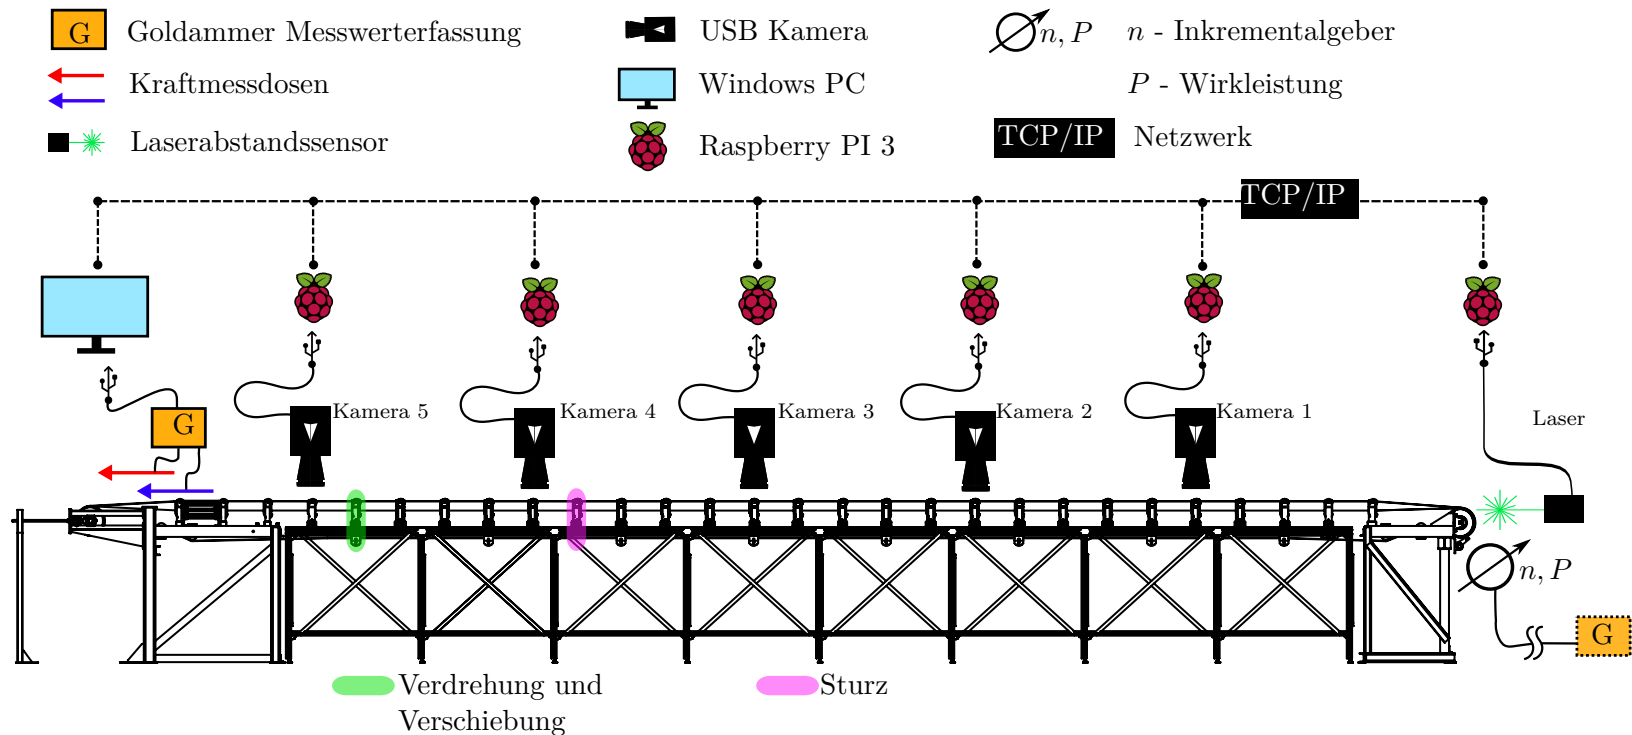 G Goldammer Messwerterfassung
USB Kamera
n, P
n - Inkrementalgeber
Kraftmessdosen
Windows PC
P - Wirkleistung
Laserabstandssensor
Raspberry PI 3
TCP/IP Netzwerk
TCP/IP
Kamera 5
Kamera 4
Kamera 3
Kamera 2
Kamera 1
Laser
G
n, P
G
Verdrehung und
Verschiebung
Sturz